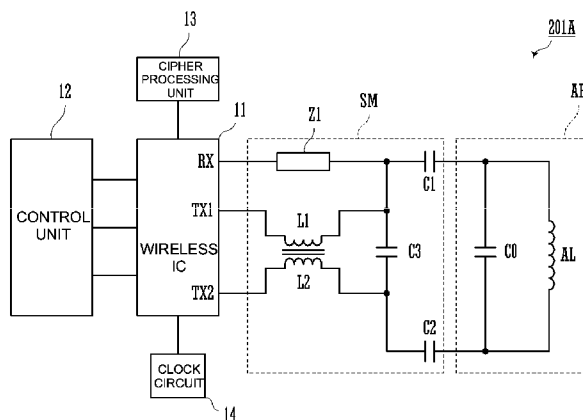 201A
13
CIPHER
PROCESSING
UNIT
12
11
SM
Z1
RX
C1
TX1
L1
CONTROL
UNIT
WIRELESS
IC
C3
C0
AL
L2
TX2
C2
CLOCK
CIRCUIT
14